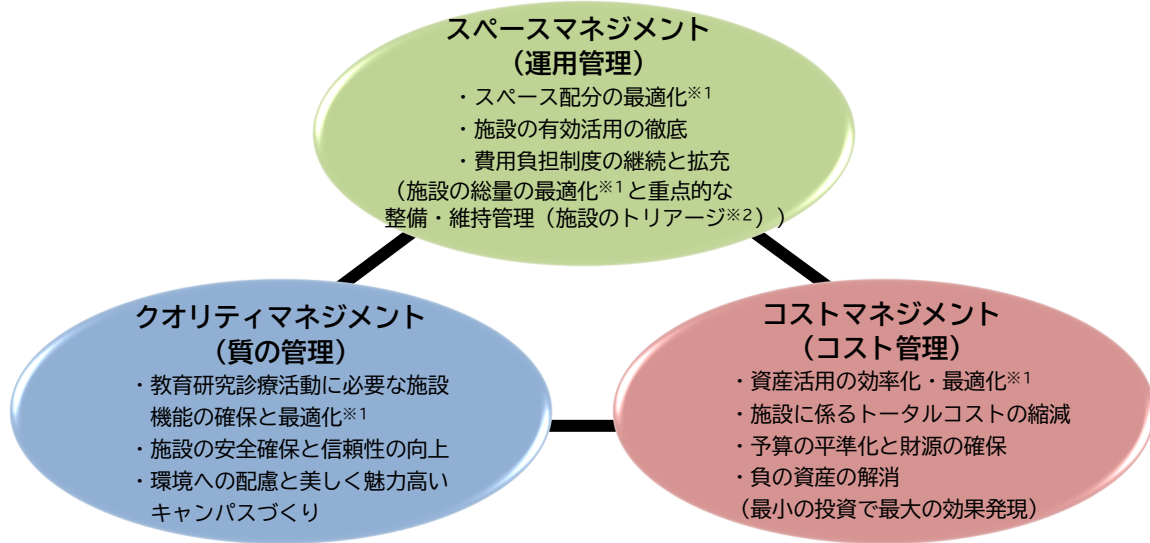 スペースマネジメント
（運用管理）
・スペース配分の最適化※1
・施設の有効活用の徹底
・費用負担制度の継続と拡充
（施設の総量の最適化※1と重点的な
整備・維持管理（施設のトリアージ※2））
クオリティマネジメント
（質の管理）
・教育研究診療活動に必要な施設
機能の確保と最適化※1
・施設の安全確保と信頼性の向上
・環境への配慮と美しく魅力高い
キャンパスづくり
コストマネジメント
（コスト管理）
・資産活用の効率化・最適化※1
・施設に係るトータルコストの縮減
・予算の平準化と財源の確保
・負の資産の解消
（最小の投資で最大の効果発現）